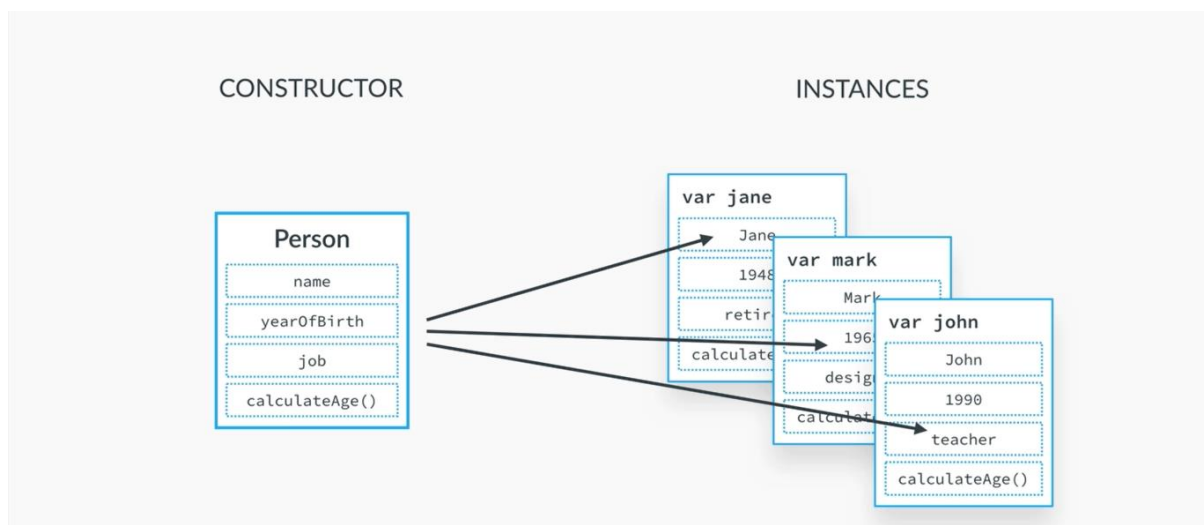 CONSTRUCTOR
INSTANCES
Person
name
yearOfBirth
job
calculateAge()
var jane
Jane
1948
var mark
Mark
var john
John
1990
teacher
calculateAge()